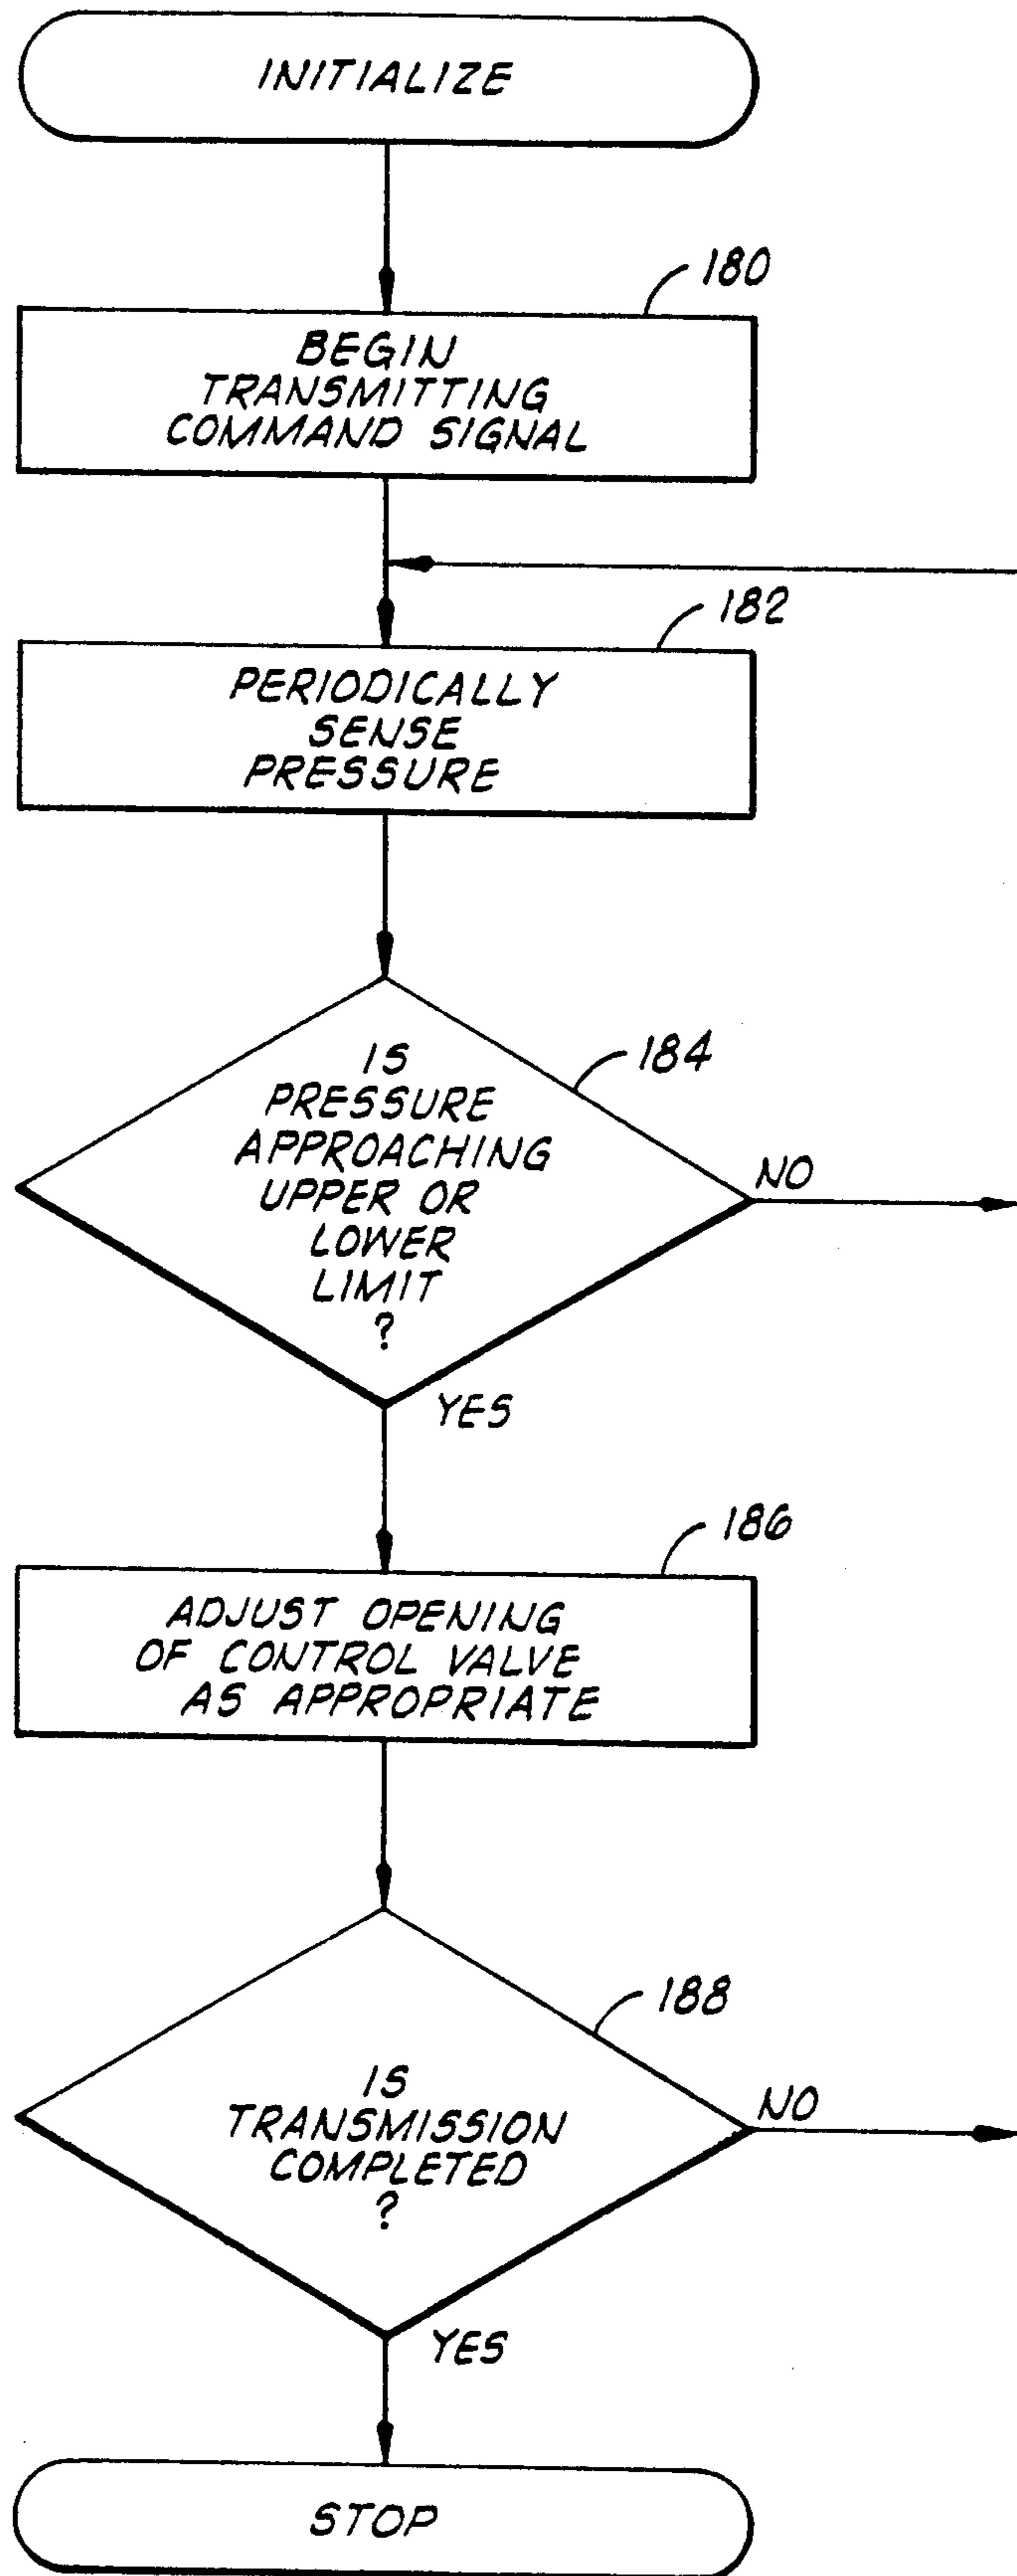 INITIALIZE
180
BEGIN
TRANSMITTING
COMMAND SIGNAL
182
PERIODICALLY
SENSE
PRESSURE
184
IS
PRESSURE
APPROACHING
UPPER OR
LOWER
LIMIT
?
NO
YES
186
ADJUST OPENING
OF CONTROL VALVE
AS APPROPRIATE
188
IS
TRANSMISSION
COMPLETED
?
NO
YES
STOP